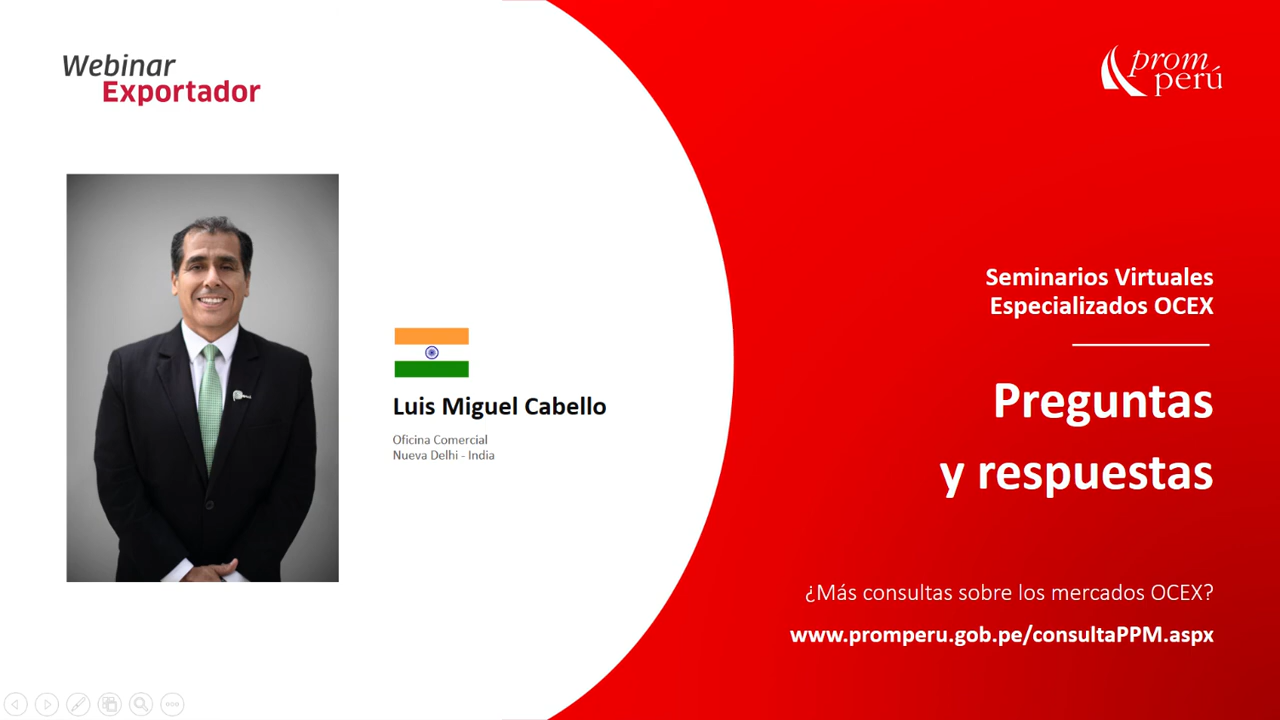 Webinar
Exportador
prom
perú
Luis Miguel Cabello
Oficina Comercial
Nueva Delhi - India
Seminarios Virtuales
Especializados OCEX
Preguntas
y respuestas
¿Más consultas sobre los mercados OCEX?
www.promperu.gob.pe/consultaPPM.aspx